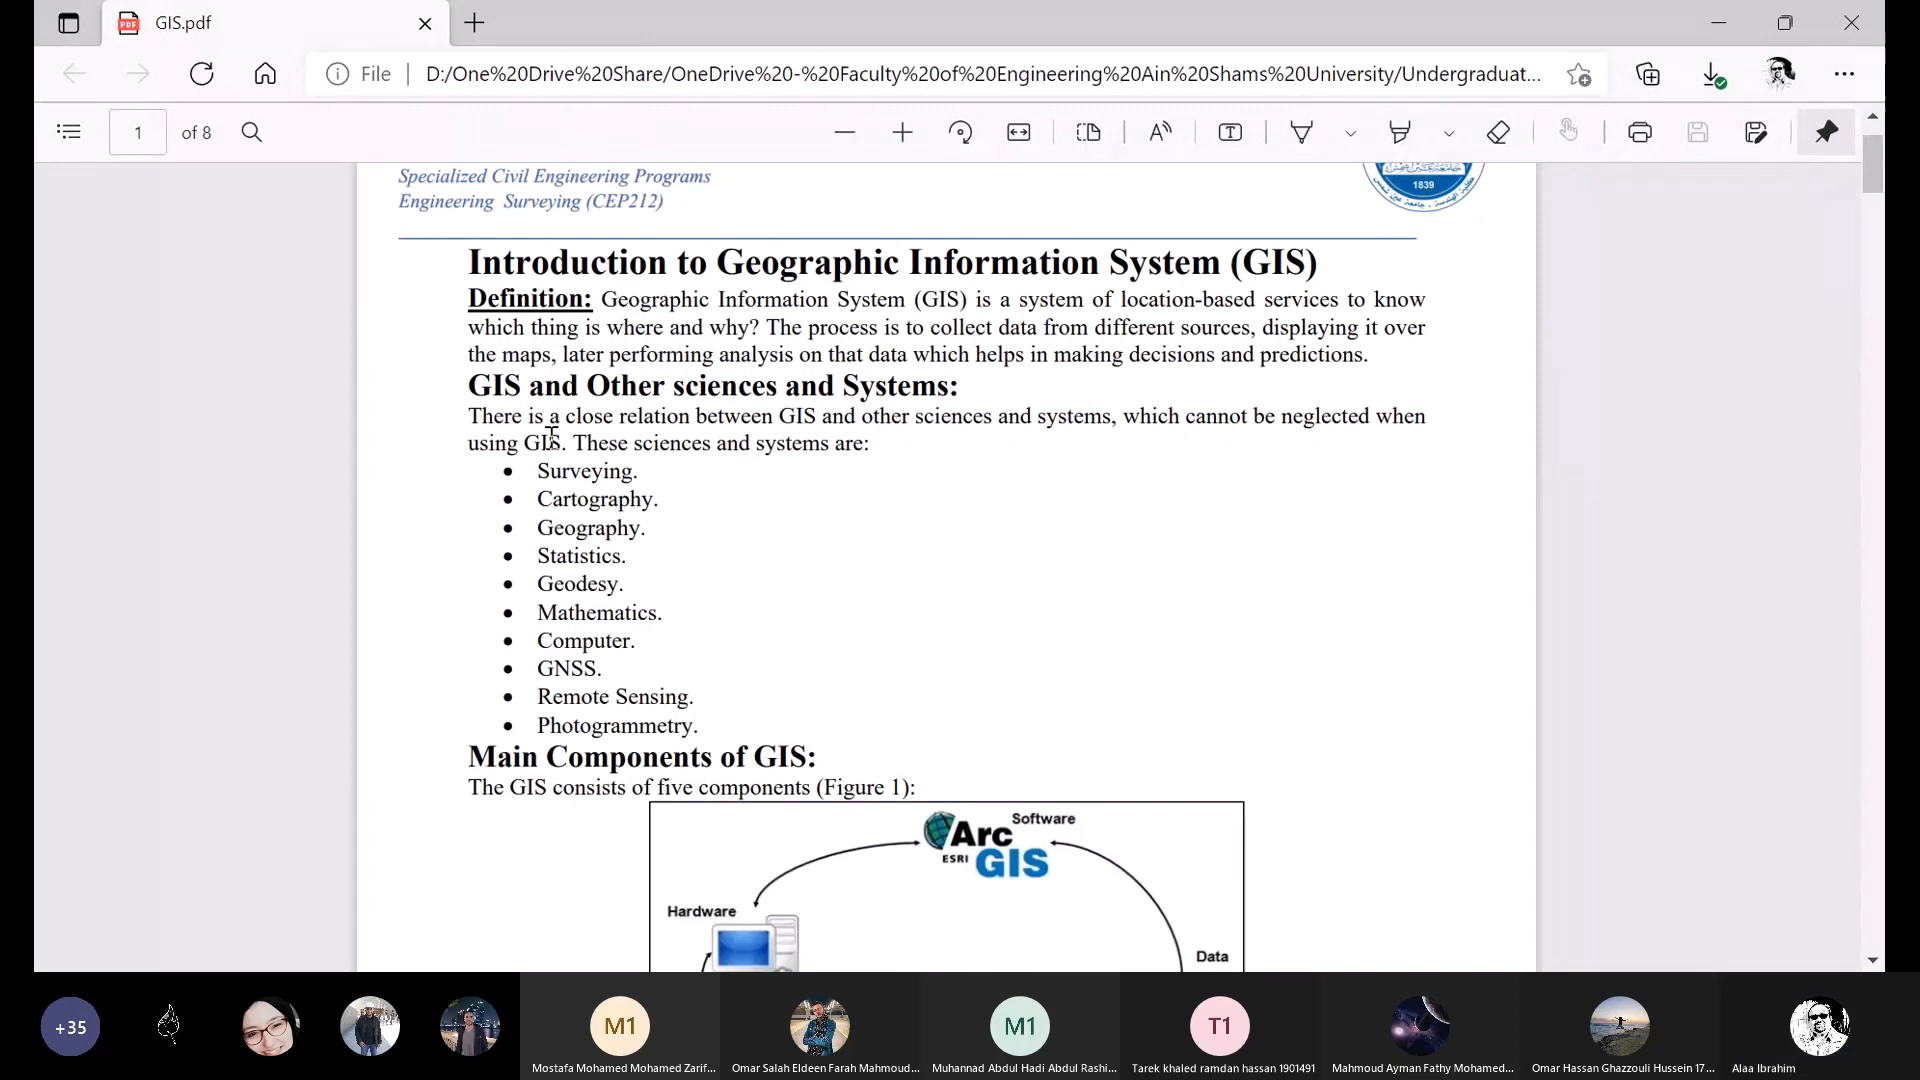 GIS.pdf
File
D:/One%20Drive%20Share/OneDrive%20-%20Faculty%20of%20Engineering%20Ain%20Shams%20University/Undergraduat...
1
of 8
Specialized Civil Engineering Programs
Engineering Surveying (CEP212)
1839
Introduction to Geographic Information System (GIS)
Definition: Geographic Information System (GIS) is a system of location-based services to know
which thing is where and why? The process is to collect data from different sources, displaying it over
the maps, later performing analysis on that data which helps in making decisions and predictions.
GIS and Other sciences and Systems:
There is a close relation between GIS and other sciences and systems, which cannot be neglected when
using GIS. These sciences and systems are:
• Surveying.
• Cartography.
• Geography.
• Statistics.
• Geodesy.
• Mathematics.
• Computer.
• GNSS.
• Remote Sensing.
• Photogrammetry.
Main Components of GIS:
The GIS consists of five components (Figure 1):
Software
Arc
ESRI GIS
Hardware
Data
+35
M1
M1
T1
Mostafa Mohamed Mohamed Zarif...
Omar Salah Eldeen Farah Mahmoud...
Muhannad Abdul Hadi Abdul Rashi...
Tarek khaled ramdan hassan 1901491
Mahmoud Ayman Fathy Mohamed...
Omar Hassan Ghazzouli Hussein 17...
Alaa Ibrahim